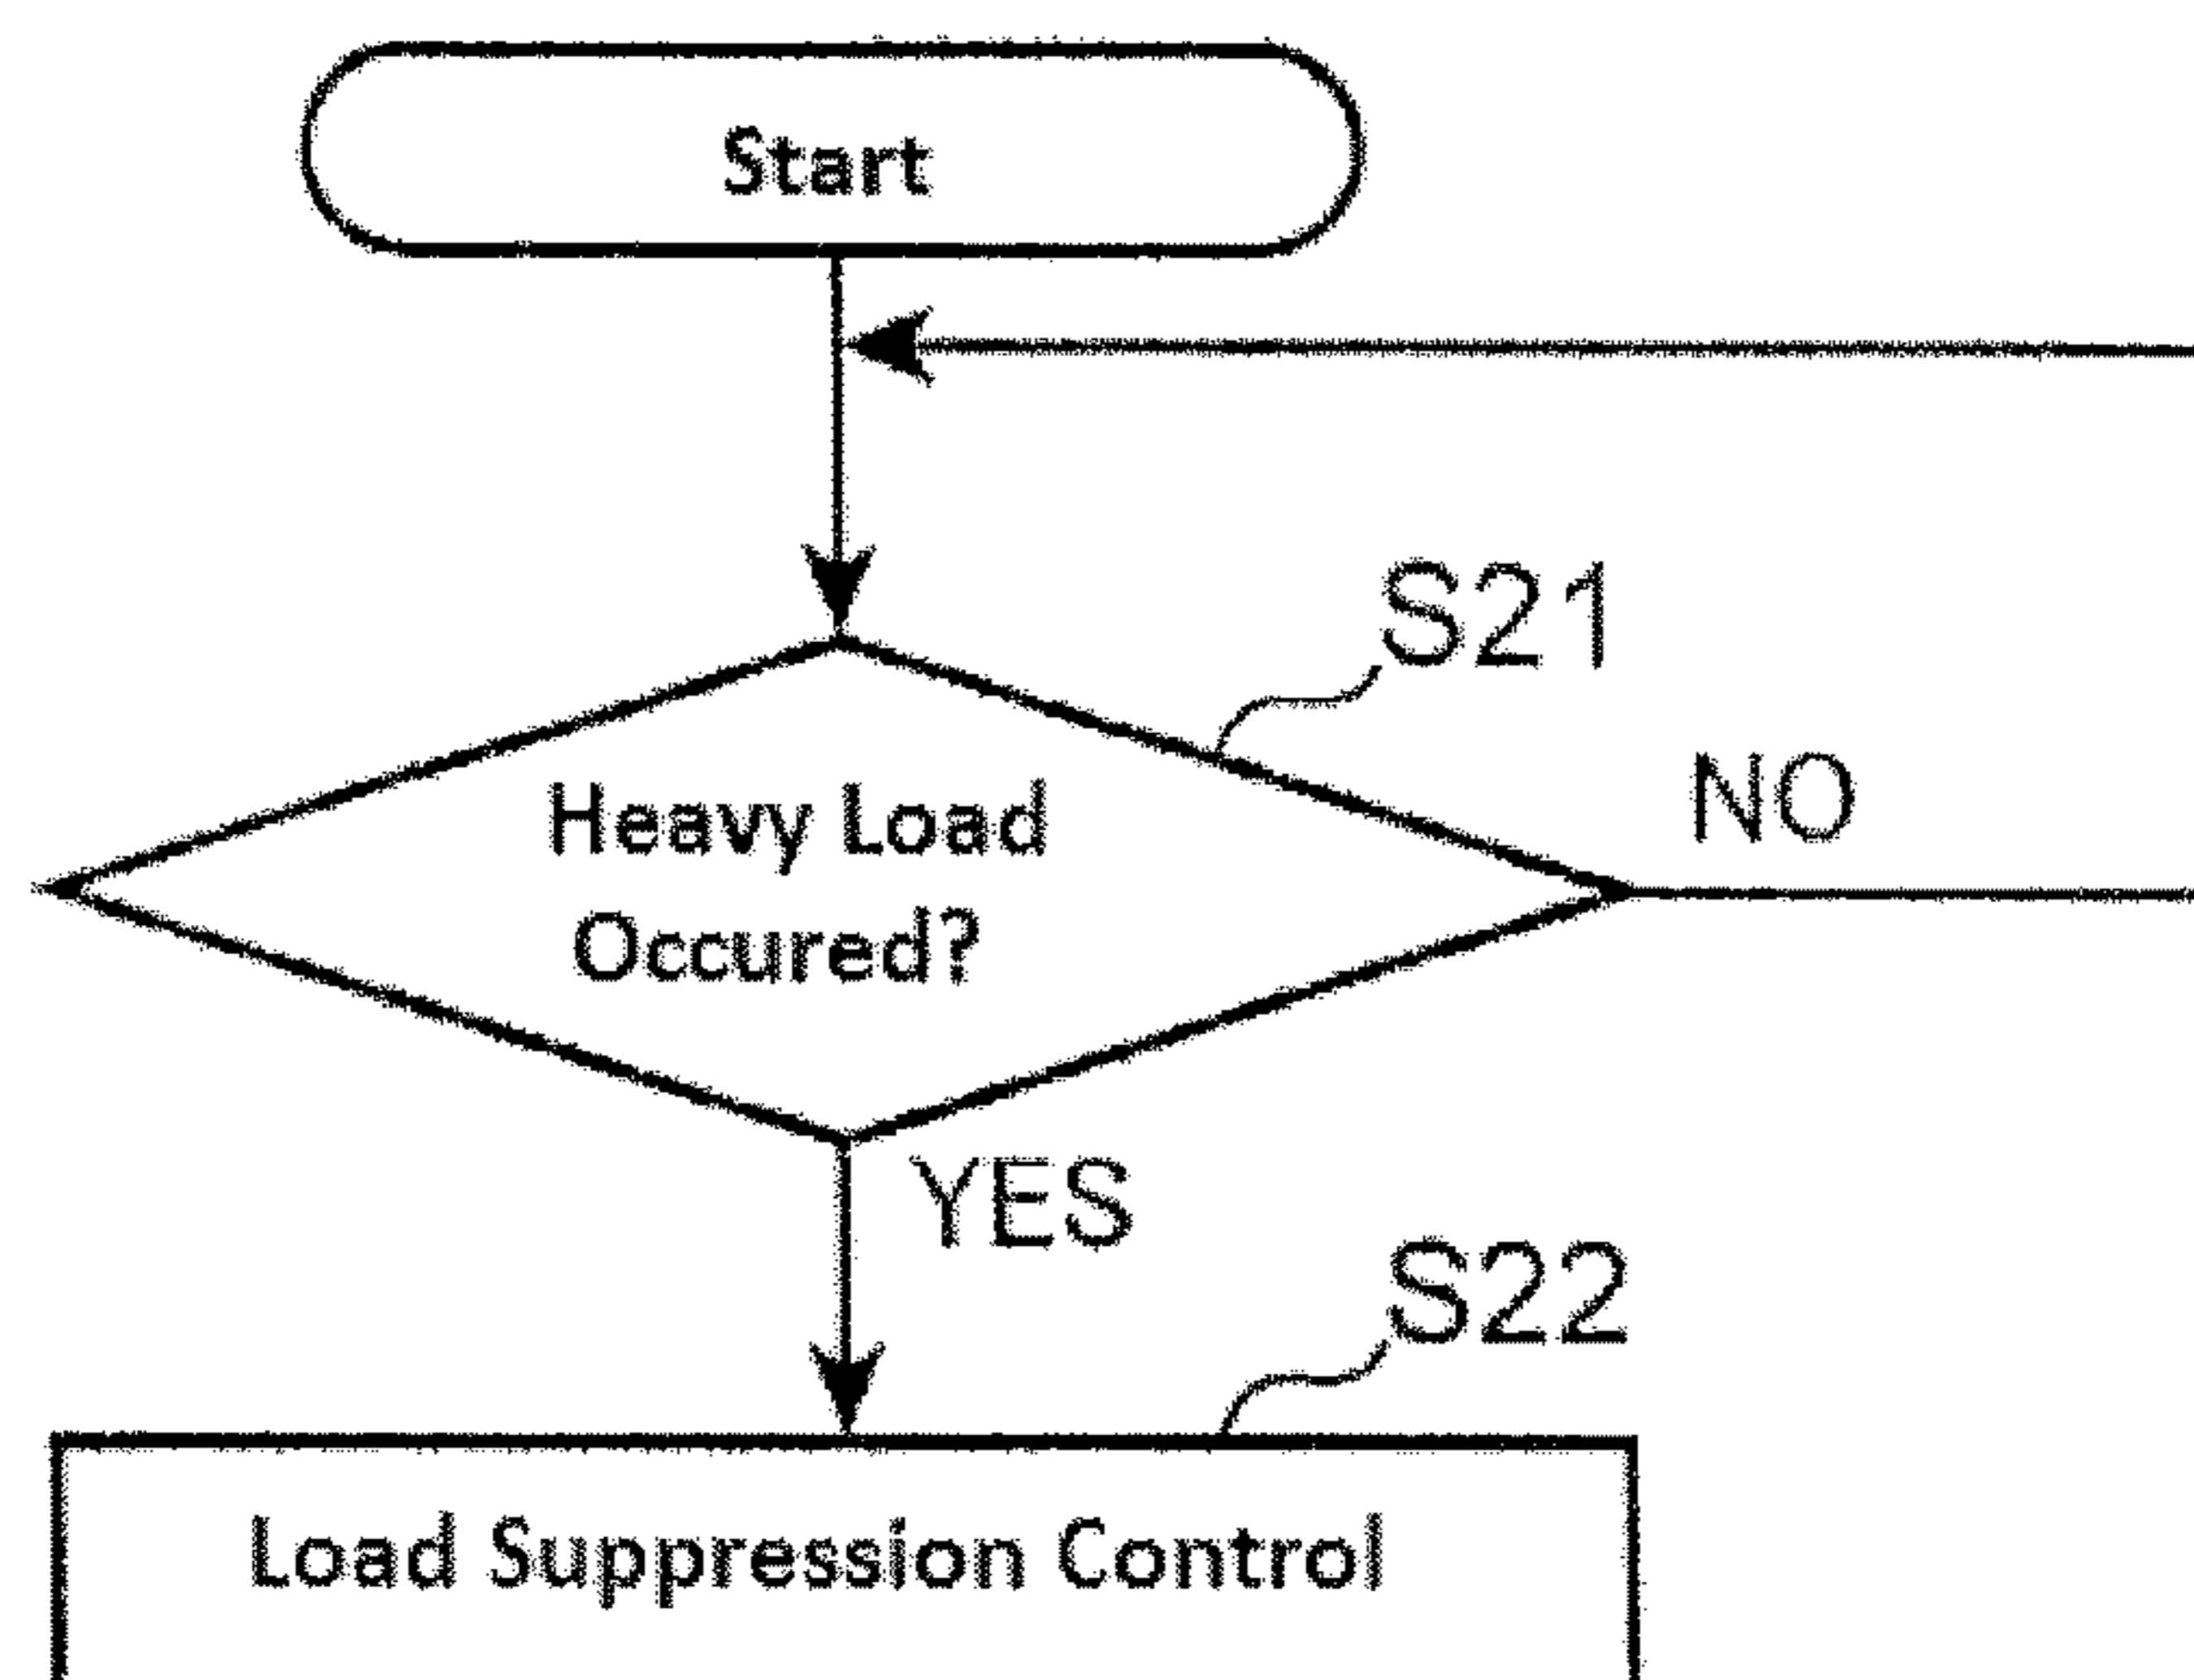 Start
S21
Heavy Load
Occured?
NO
YES
S22
Load Suppression Control